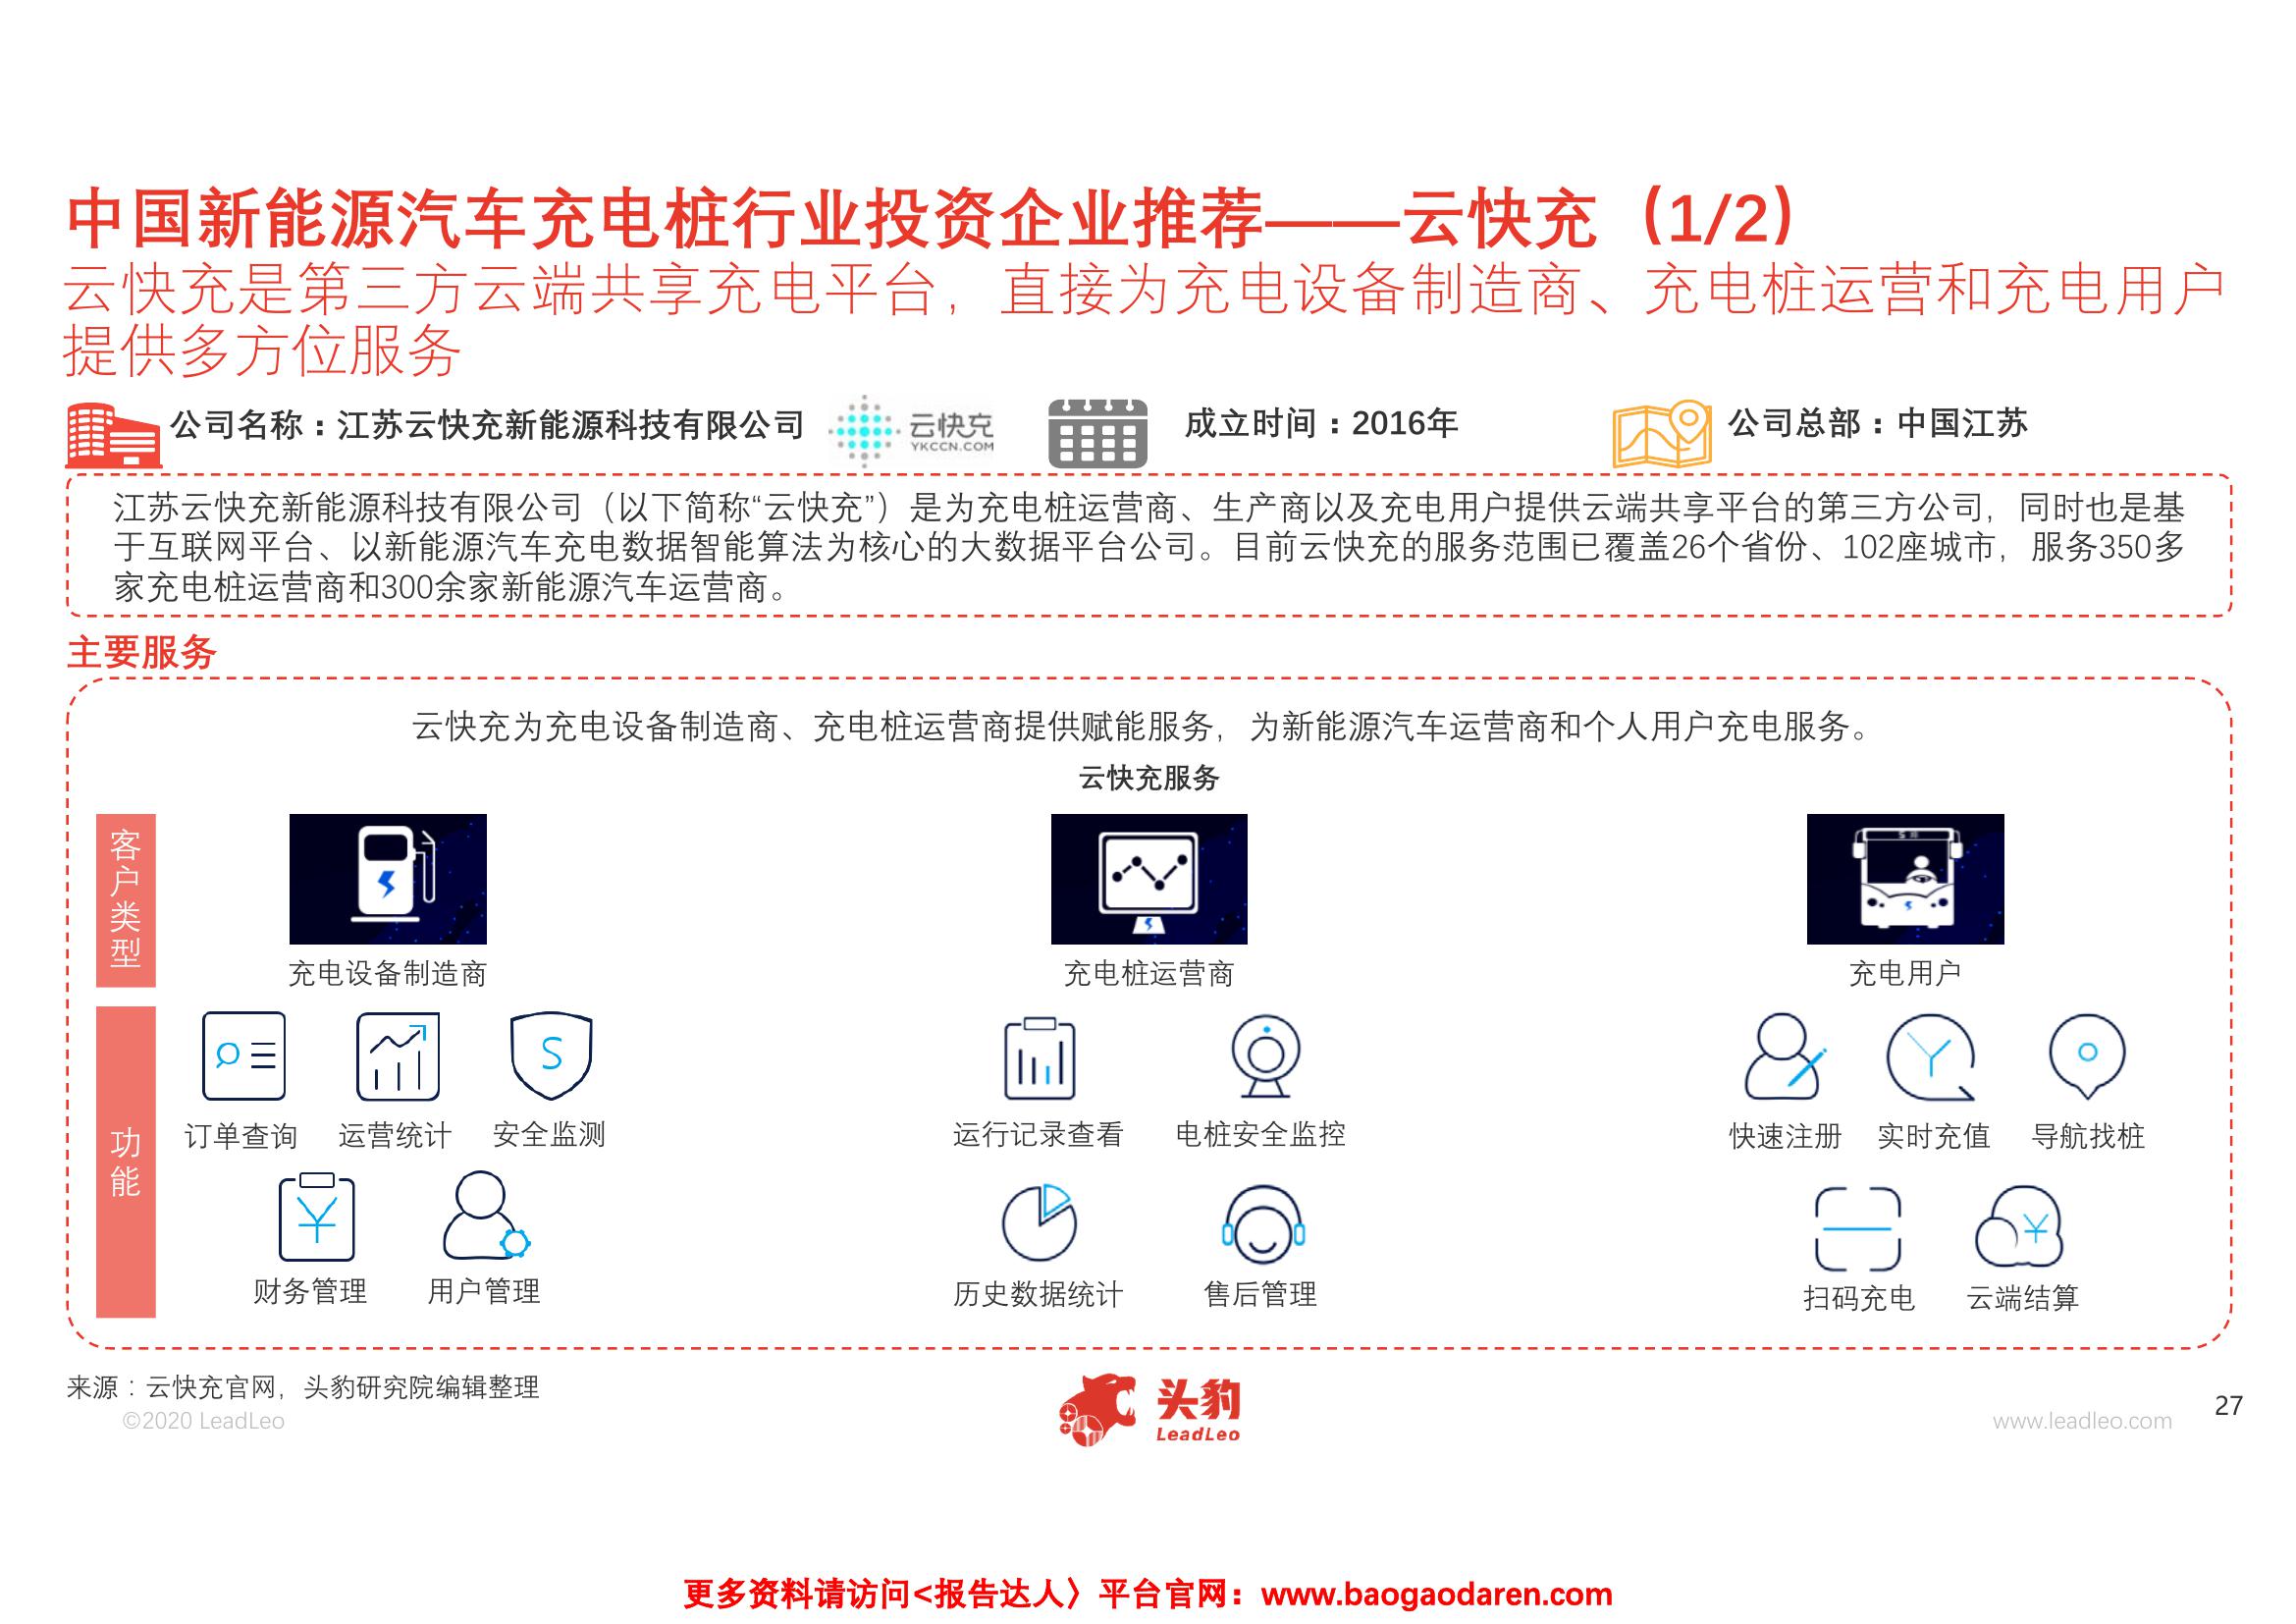 中国新能源汽车充电桩行业投资企业推荐——云快充（1/2）
云快充是第三方云端共享充电平台，直接为充电设备制造商、充电桩运营和充电用户
提供多方位服务
公司名称：江苏云快充新能源科技有限公司
云快充
YKCCN.COM
成立时间：2016年
公司总部：中国江苏
江苏云快充新能源科技有限公司（以下简称“云快充”）是为充电桩运营商、生产商以及充电用户提供云端共享平台的第三方公司，同时也是基
于互联网平台、以新能源汽车充电数据智能算法为核心的大数据平台公司。目前云快充的服务范围已覆盖26个省份、102座城市，服务350多
家充电桩运营商和300余家新能源汽车运营商。
主要服务
云快充为充电设备制造商、充电桩运营商提供赋能服务，为新能源汽车运营商和个人用户充电服务。
云快充服务
客户类型
充电设备制造商
充电桩运营商
充电用户
功能
订单查询
运营统计
安全监测
财务管理
用户管理
运行记录查看
电桩安全监控
历史数据统计
售后管理
快速注册
实时充值
导航找桩
扫码充电
云端结算
来源：云快充官网，头豹研究院编辑整理
©2020 LeadLeo
头豹
LeadLeo
www.leadleo.com
27
更多资料请访问<报告达人〉平台官网：www.baogaodaren.com